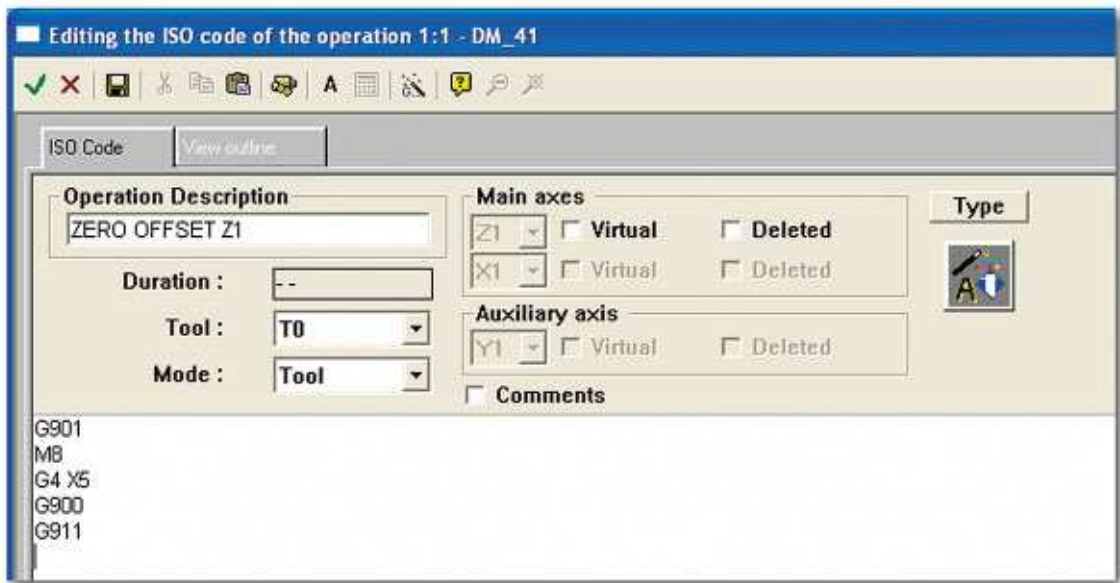 Editing the ISO code of the operation 1:1 - DM_41
A
ISO Code View outline
Operation Description
ZERO OFFSET Z1
Duration : --
Tool : T0
Mode : Tool
Main axes
Z1 Virtual Deleted
X1 Virtual Deleted
Auxiliary axis
Y1 Virtual Deleted
Comments
Type
A
G901
M8
G4 X5
G900
G911